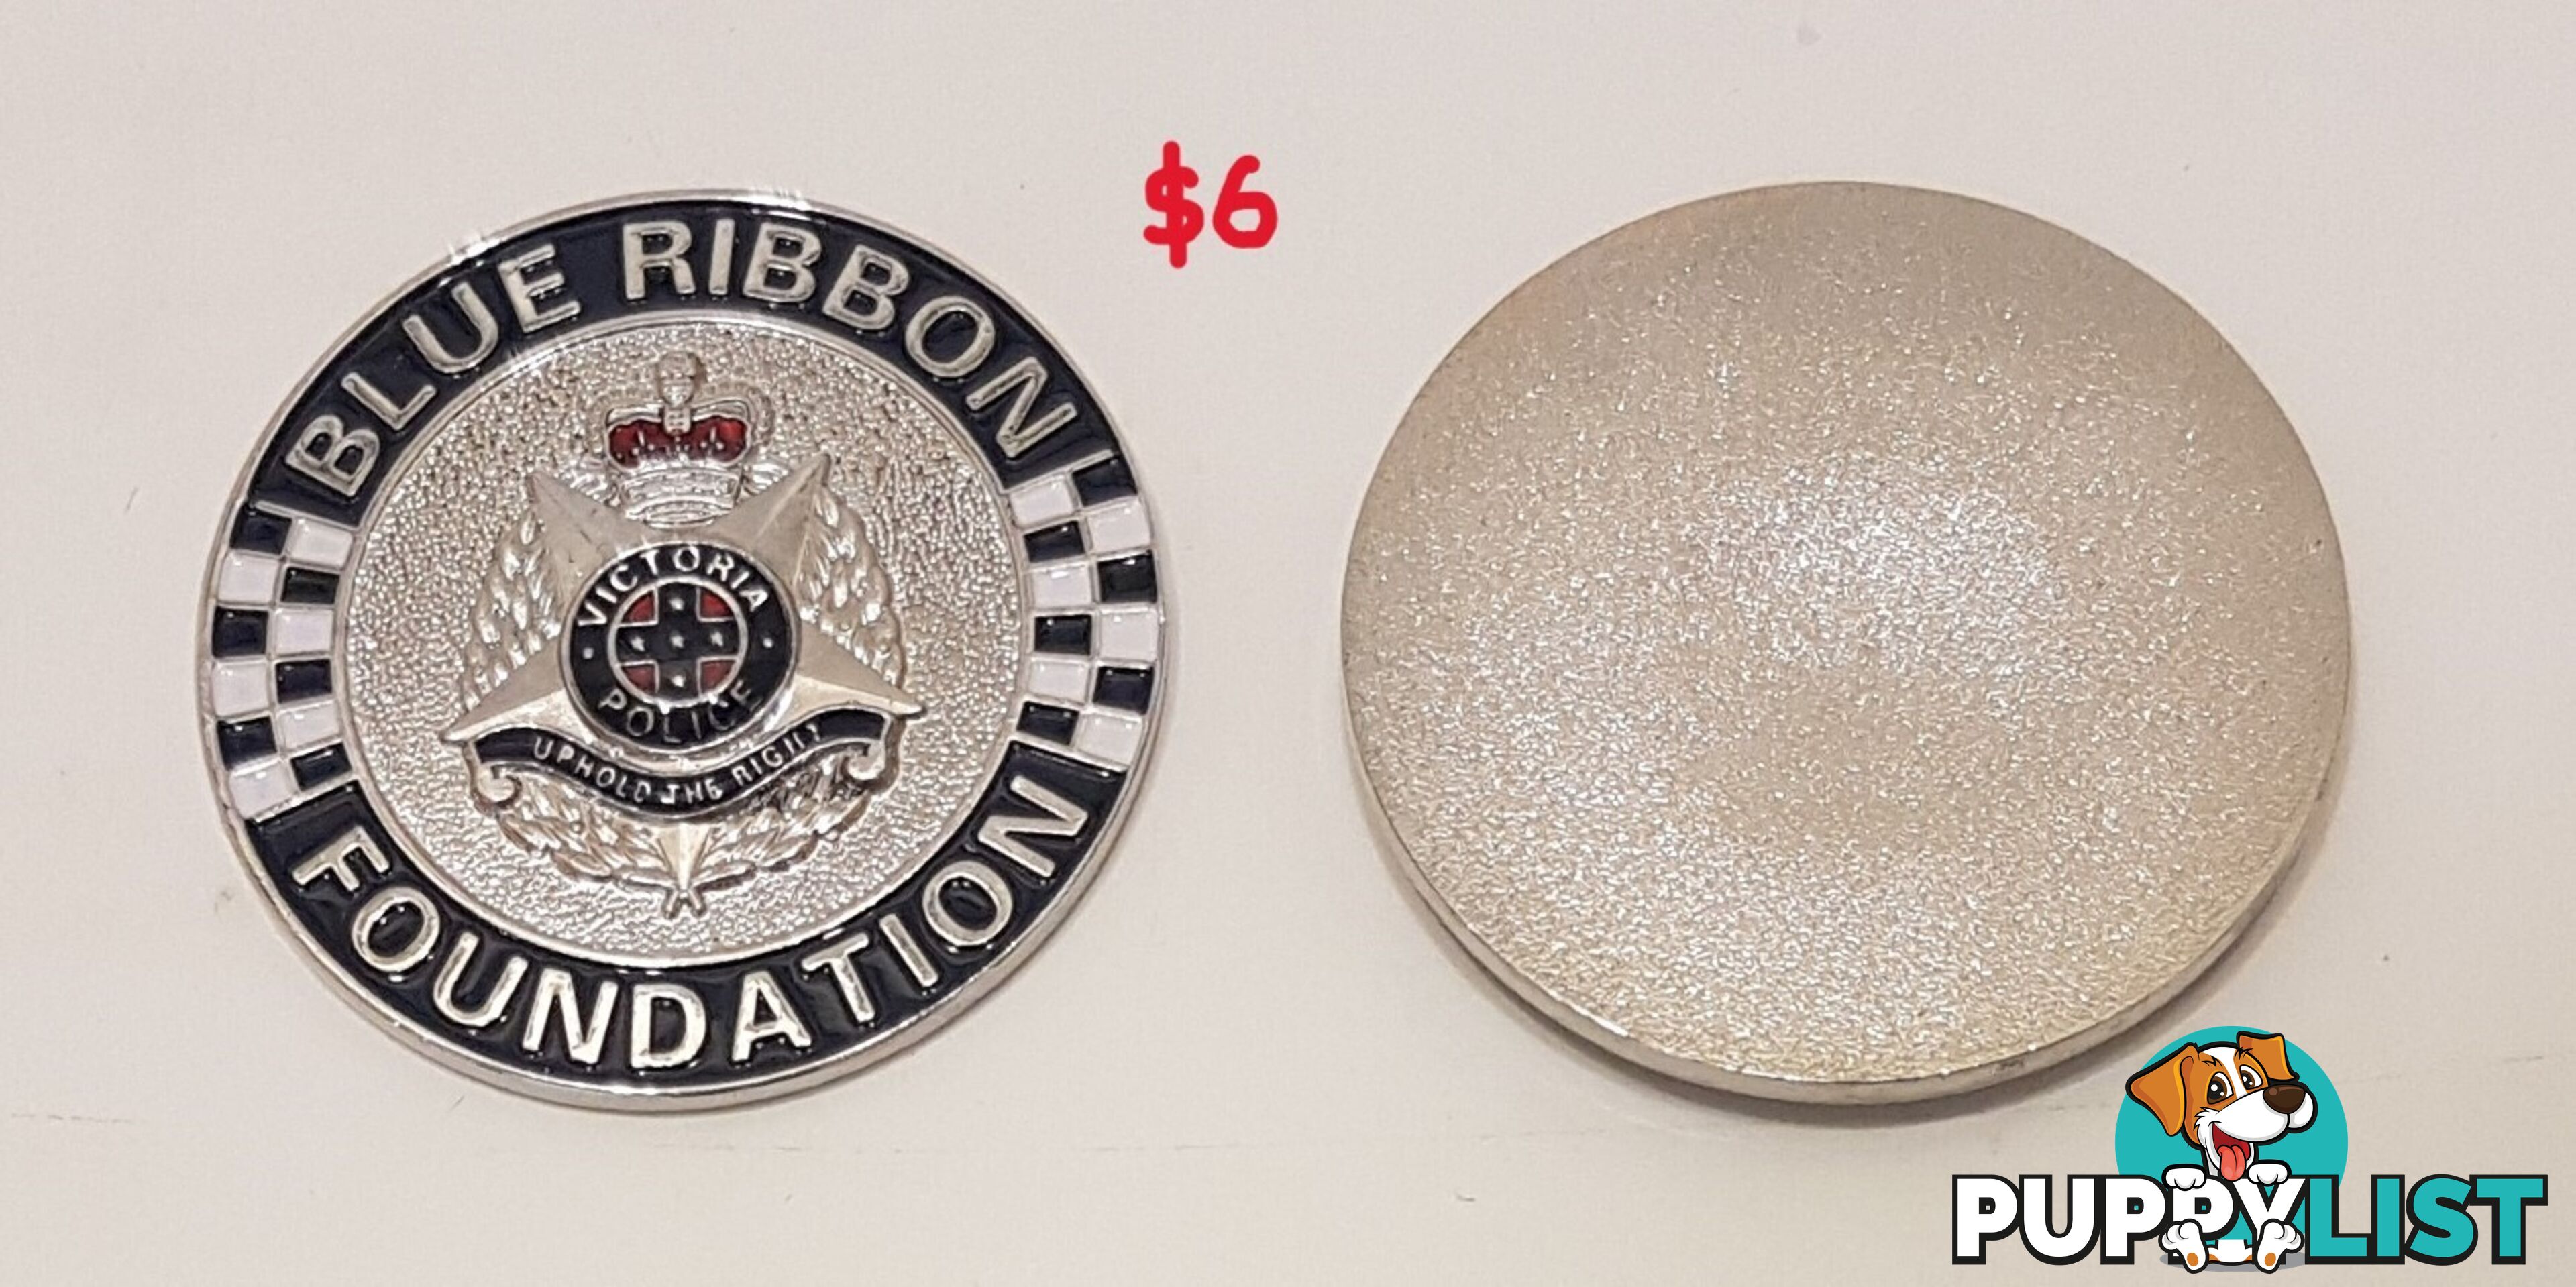 $6
BLUE RIBBON
VICTORIA
POLICE
UPHOLD THE RIGHT
FOUNDATION
PUPPYLIST